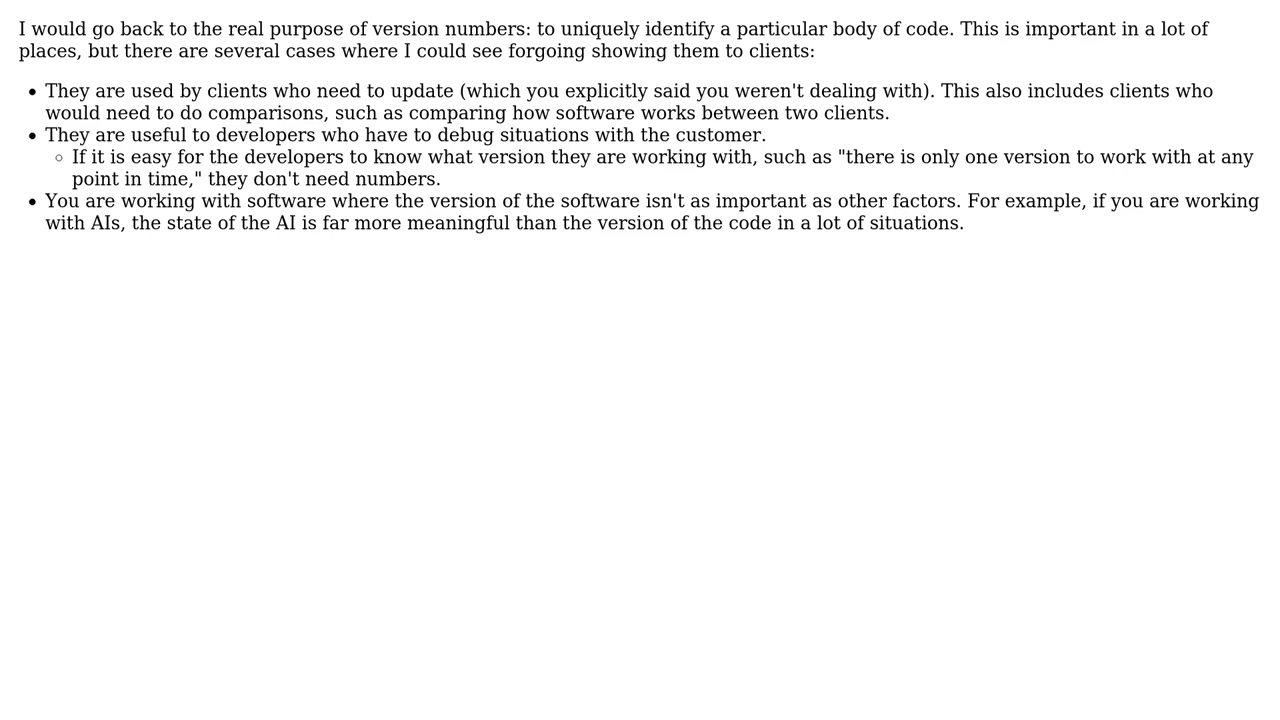 I would go back to the real purpose of version numbers: to uniquely identify a particular body of code. This is important in a lot of
places, but there are several cases where I could see forgoing showing them to clients:
• They are used by clients who need to update (which you explicitly said you weren't dealing with). This also includes clients who
would need to do comparisons, such as comparing how software works between two clients.
• They are useful to developers who have to debug situations with the customer.
◦ If it is easy for the developers to know what version they are working with, such as "there is only one version to work with at any
point in time," they don't need numbers.
• You are working with software where the version of the software isn't as important as other factors. For example, if you are working
with AIs, the state of the AI is far more meaningful than the version of the code in a lot of situations.